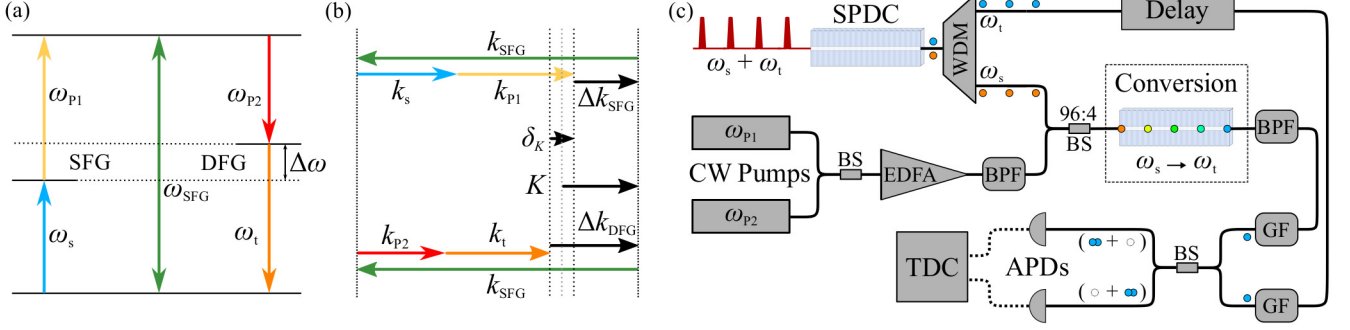 (a)
ω_P1
ω_P2
SFG
DFG
Δω
ω_SFG
ω_s
ω_t
(b)
k_SFG
k_s
k_P1
Δk_SFG
δ_K
K
k_P2
k_t
Δk_DFG
k_SFG
(c)
SPDC
ω_s + ω_t
WDM
ω_t
Delay
ω_s
Conversion
ω_s → ω_t
96:4
BS
BPF
ω_P1
CW Pumps
ω_P2
BS
EDFA
BPF
TDC
APDs
( + )
( + )
BS
GF
GF